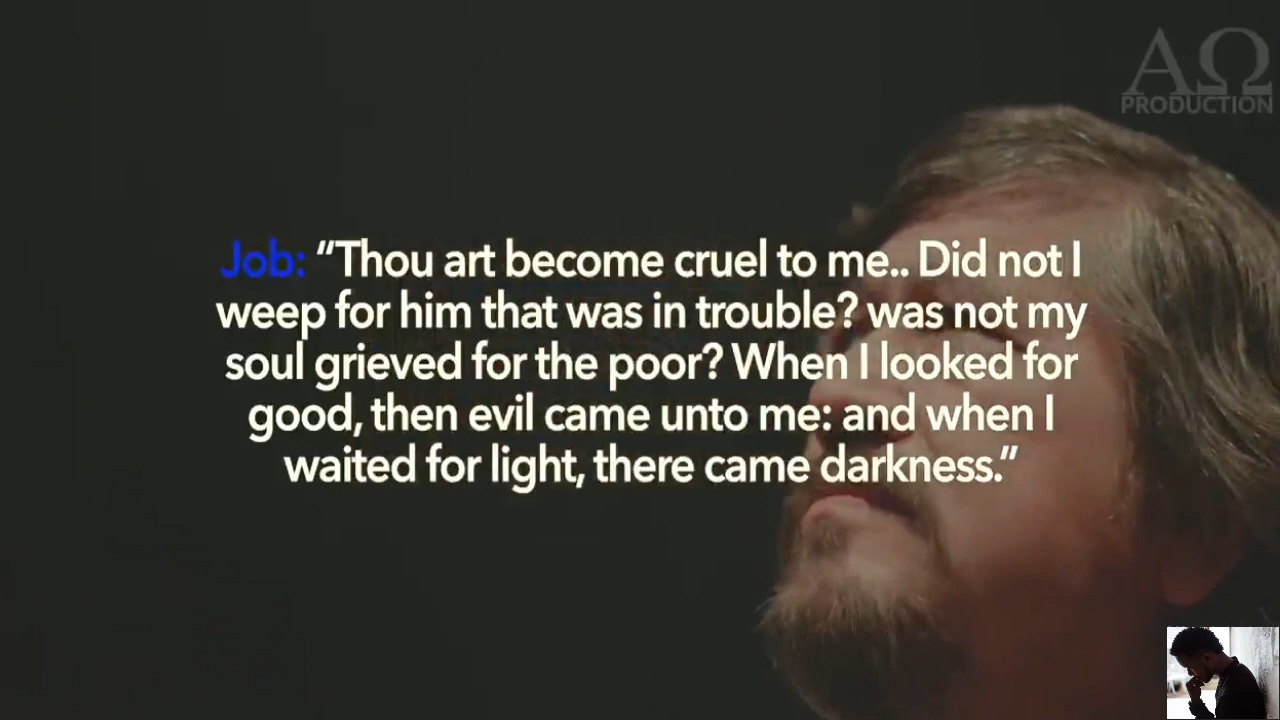 ΑΩ
PRODUCTION
Job: “Thou art become cruel to me.. Did not I
weep for him that was in trouble? was not my
soul grieved for the poor? When I looked for
good, then evil came unto me: and when I
waited for light, there came darkness.”